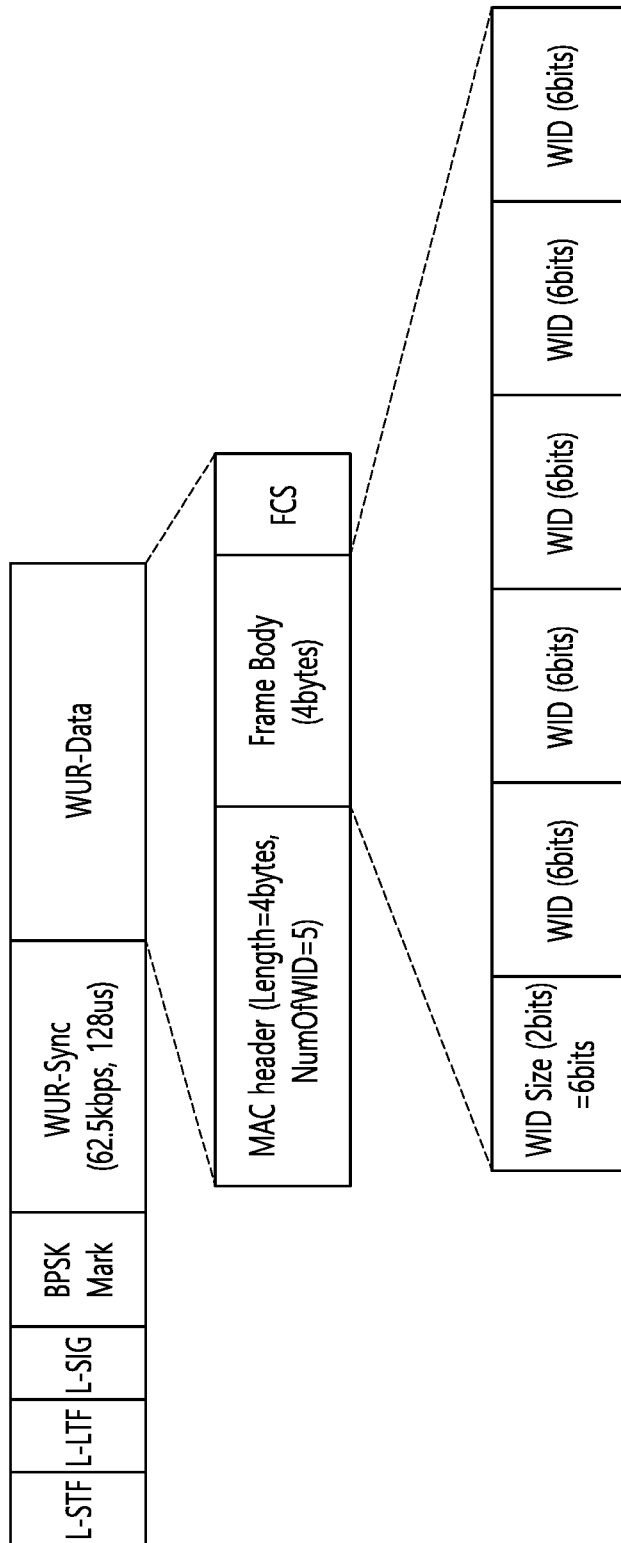 L-STF
L-LTF
L-SIG
BPSK
Mark
WUR-Sync
(62.5kbps, 128us)
WUR-Data
MAC header (Length=4bytes,
NumOfWID=5)
Frame Body
(4bytes)
FCS
WID Size (2bits)
=6bits
WID (6bits)
WID (6bits)
WID (6bits)
WID (6bits)
WID (6bits)